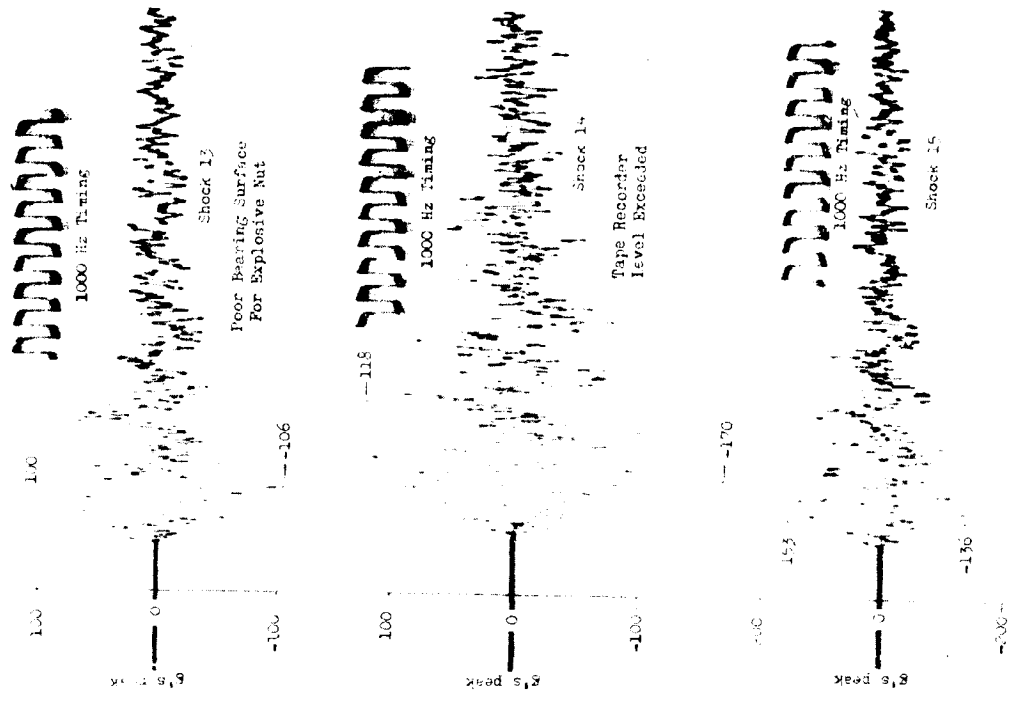 1000 Hz Timing
Shock 13
Poor Bearing Surface
For Explosive Nut
100
-106
100
0
-100
g's
1000 Hz Timing
Shock 14
Tape Recorder
level Exceeded
-118
-170
100
0
-100
g's peak
1000 Hz Timing
Shock 15
153
-136
0
-200
g's peak